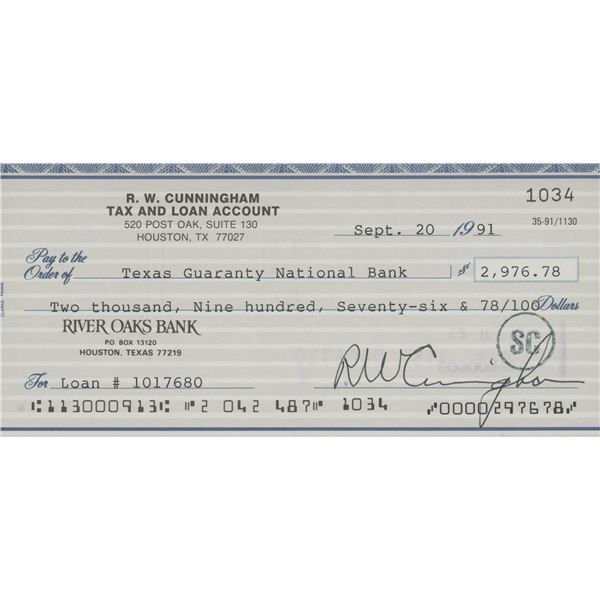 R. W. CUNNINGHAM
TAX AND LOAN ACCOUNT
520 POST OAK, SUITE 130
HOUSTON, TX 77027
1034
35-91/1130
Sept. 20 1991
Pay to the
Order of Texas Guaranty National Bank $ 2,976.78
Two thousand, Nine hundred, Seventy-six & 78/100 Dollars
RIVER OAKS BANK
P.O. BOX 13120
HOUSTON, TEXAS 77219
SC
For Loan # 1017680 RW Cunningham
⑆113000913⑆ ⑈2 042 487⑈ 1034 ⑇0000297678⑇